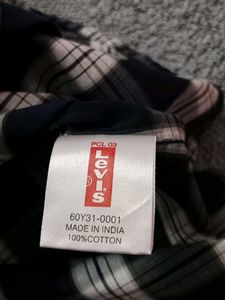 PCL 03
Levi's
®
60Y31-0001
MADE IN INDIA
100%COTTON